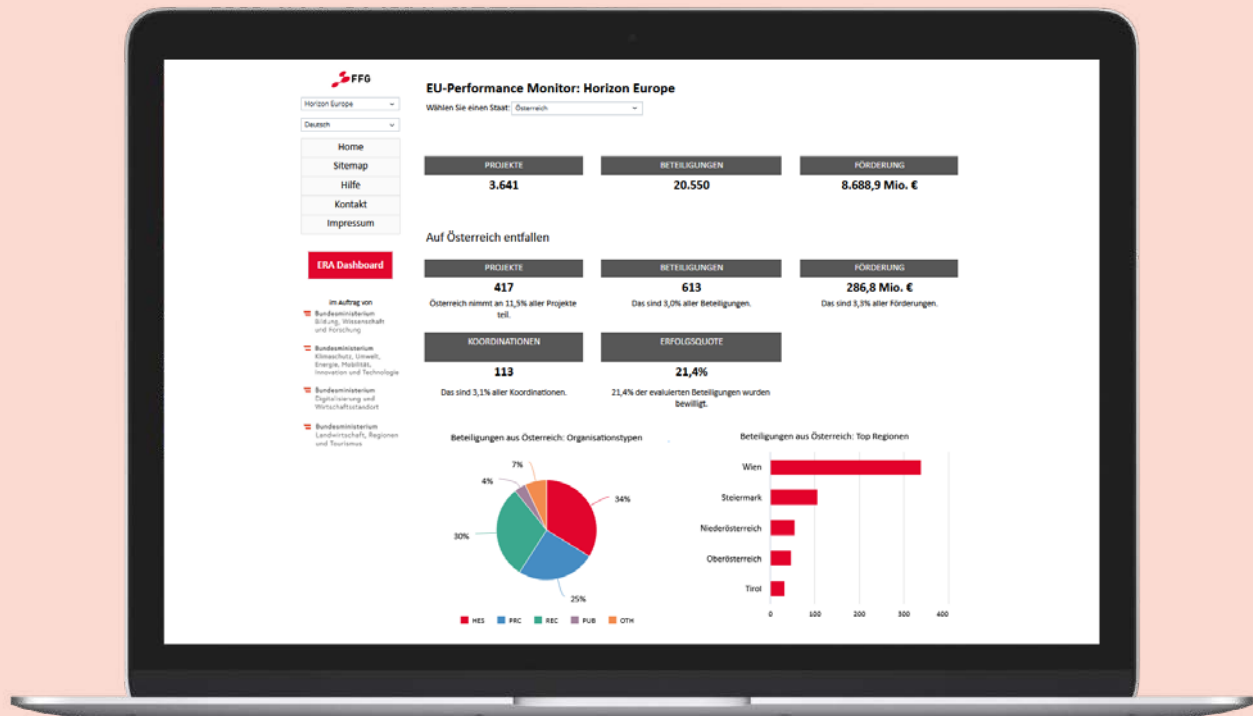 FFG
Horizon Europe
Deutsch
Home
Sitemap
Hilfe
Kontakt
Impressum
ERA Dashboard
im Auftrag von
Bundesministerium
Bildung, Wissenschaft
und Forschung
Bundesministerium
Klimaschutz, Umwelt,
Energie, Mobilität,
Innovation und Technologie
Bundesministerium
Digitalisierung und
Wirtschaftsstandort
Bundesministerium
Landwirtschaft, Regionen
und Tourismus
EU-Performance Monitor: Horizon Europe
Wählen Sie einen Staat: Österreich
PROJEKTE BETEILIGUNGEN FÖRDERUNG
3.641 20.550 8.688,9 Mio. €
Auf Österreich entfallen
PROJEKTE BETEILIGUNGEN FÖRDERUNG
417 613 286,8 Mio. €
Österreich nimmt an 11,5% aller Projekte Das sind 3,0% aller Beteiligungen. Das sind 3,3% aller Förderungen.
teil.
KOORDINATIONEN ERFOLGSQUOTE
113 21,4%
Das sind 3,1% aller Koordinationen. 21,4% der evaluierten Beteiligungen wurden
bewilligt.
Beteiligungen aus Österreich: Organisationstypen
7%
4%
34%
30%
25%
HES PRC REC PUB OTH
Beteiligungen aus Österreich: Top Regionen
Wien
Steiermark
Niederösterreich
Oberösterreich
Tirol
0 100 200 300 400